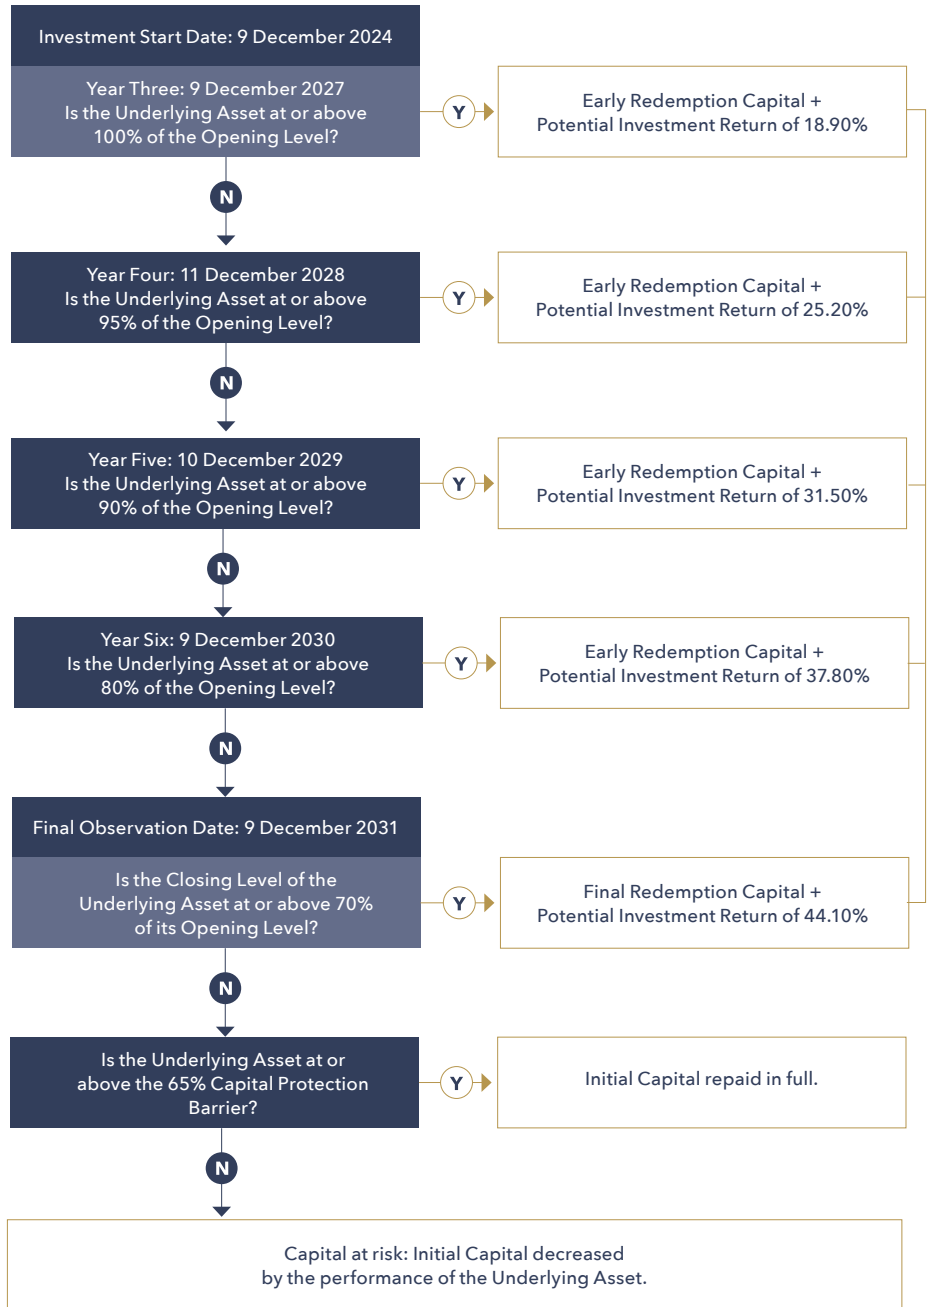 Investment Start Date: 9 December 2024
Year Three: 9 December 2027
Is the Underlying Asset at or above
100% of the Opening Level?
Y
Early Redemption Capital +
Potential Investment Return of 18.90%
N
Year Four: 11 December 2028
Is the Underlying Asset at or above
95% of the Opening Level?
Y
Early Redemption Capital +
Potential Investment Return of 25.20%
N
Year Five: 10 December 2029
Is the Underlying Asset at or above
90% of the Opening Level?
Y
Early Redemption Capital +
Potential Investment Return of 31.50%
N
Year Six: 9 December 2030
Is the Underlying Asset at or above
80% of the Opening Level?
Y
Early Redemption Capital +
Potential Investment Return of 37.80%
N
Final Observation Date: 9 December 2031
Is the Closing Level of the
Underlying Asset at or above 70%
of its Opening Level?
Y
Final Redemption Capital +
Potential Investment Return of 44.10%
N
Is the Underlying Asset at or
above the 65% Capital Protection
Barrier?
Y
Initial Capital repaid in full.
N
Capital at risk: Initial Capital decreased
by the performance of the Underlying Asset.